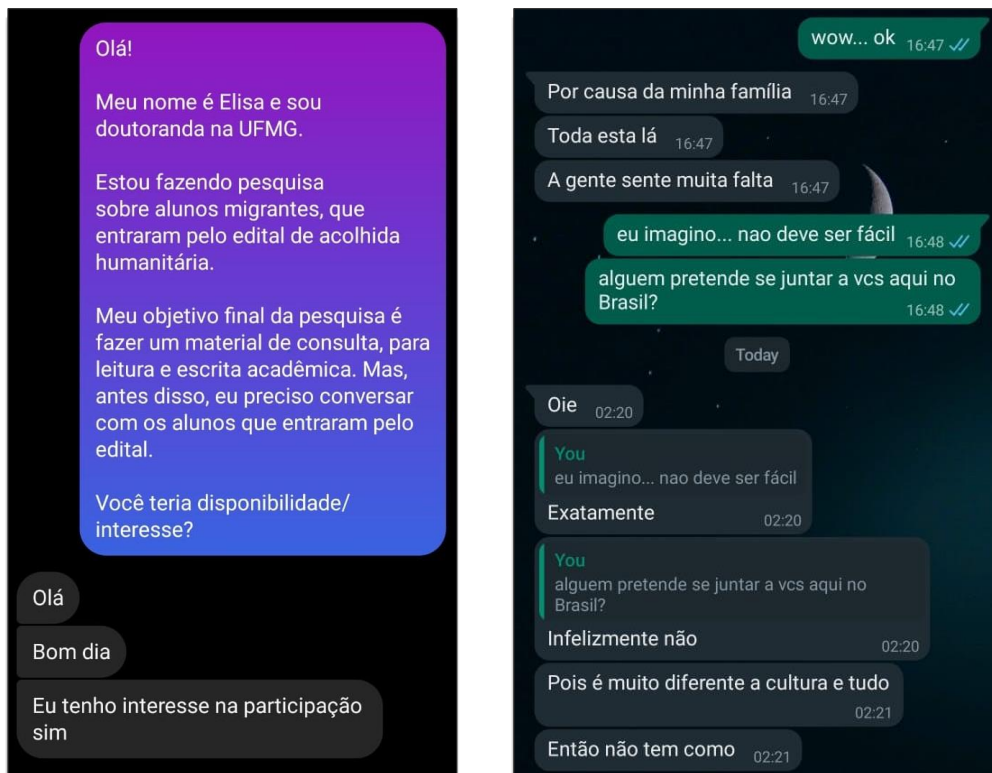 Olá!
Meu nome é Elisa e sou
doutoranda na UFMG.
Estou fazendo pesquisa
sobre alunos migrantes, que
entraram pelo edital de acolhida
humanitária.
Meu objetivo final da pesquisa é
fazer um material de consulta, para
leitura e escrita acadêmica. Mas,
antes disso, eu preciso conversar
com os alunos que entraram pelo
edital.
Você teria disponibilidade/
interesse?
Olá
Bom dia
Eu tenho interesse na participação
sim
wow... ok 16:47
Por causa da minha família 16:47
Toda esta lá 16:47
A gente sente muita falta 16:47
eu imagino... nao deve ser fácil 16:48
alguem pretende se juntar a vcs aqui no
Brasil? 16:48
Today
Oie 02:20
You
eu imagino... nao deve ser fácil
Exatamente 02:20
You
alguem pretende se juntar a vcs aqui no
Brasil?
Infelizmente não 02:20
Pois é muito diferente a cultura e tudo
02:21
Então não tem como 02:21